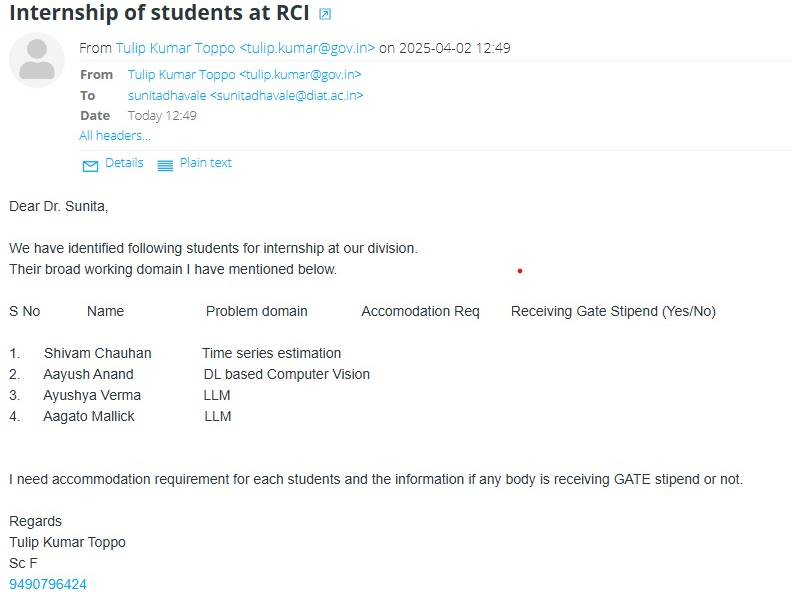 Internship of students at RCI
From Tulip Kumar Toppo <tulip.kumar@gov.in> on 2025-04-02 12:49
From Tulip Kumar Toppo <tulip.kumar@gov.in>
To sunitadhavale <sunitadhavale@diat.ac.in>
Date Today 12:49
All headers...
Details Plain text
Dear Dr. Sunita,
We have identified following students for internship at our division.
Their broad working domain I have mentioned below.
S No Name Problem domain Accomodation Req Receiving Gate Stipend (Yes/No)
1. Shivam Chauhan Time series estimation
2. Aayush Anand DL based Computer Vision
3. Ayushya Verma LLM
4. Aagato Mallick LLM
I need accommodation requirement for each students and the information if any body is receiving GATE stipend or not.
Regards
Tulip Kumar Toppo
Sc F
9490796424